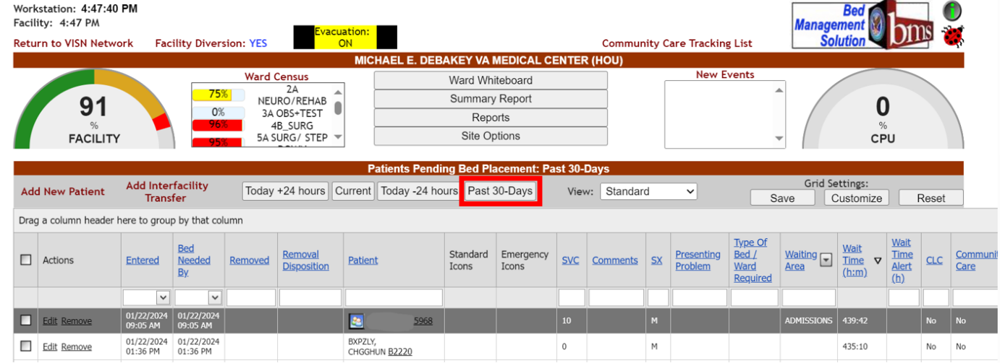 Workstation: 4:47:40 PM
Facility: 4:47 PM
Return to VISN Network Facility Diversion: YES
Evacuation:
ON
Community Care Tracking List
Bed
Management
Solution
bms
MICHAEL E. DEBAKEY VA MEDICAL CENTER (HOU)
91
%
FACILITY
Ward Census
75% 2A
NEURO/REHAB
0% 3A OBS+TEST
96% 4B_SURG
95% 5A SURG/ STEP
Ward Whiteboard
Summary Report
Reports
Site Options
New Events
0
%
CPU
Patients Pending Bed Placement: Past 30-Days
Add New Patient
Add Interfacility
Transfer
Today +24 hours Current Today -24 hours Past 30-Days
View: Standard
Grid Settings:
Save Customize Reset
Drag a column header here to group by that column
Actions
Entered
Bed
Needed
By
Removed
Removal
Disposition
Patient
Standard
Icons
Emergency
Icons
SVC
Comments
SX
Presenting
Problem
Type Of
Bed /
Ward
Required
Waiting
Area
Wait
Time
(h:m)
Wait
Time
Alert
(h)
CLC
Communit
Care
Edit Remove
01/22/2024
09:05 AM
01/22/2024
09:05 AM
5968
10
M
ADMISSIONS
439:42
No
No
Edit Remove
01/22/2024
01:36 PM
01/22/2024
01:36 PM
BXPZLY,
CHGGHUN B2220
0
M
435:10
No
No